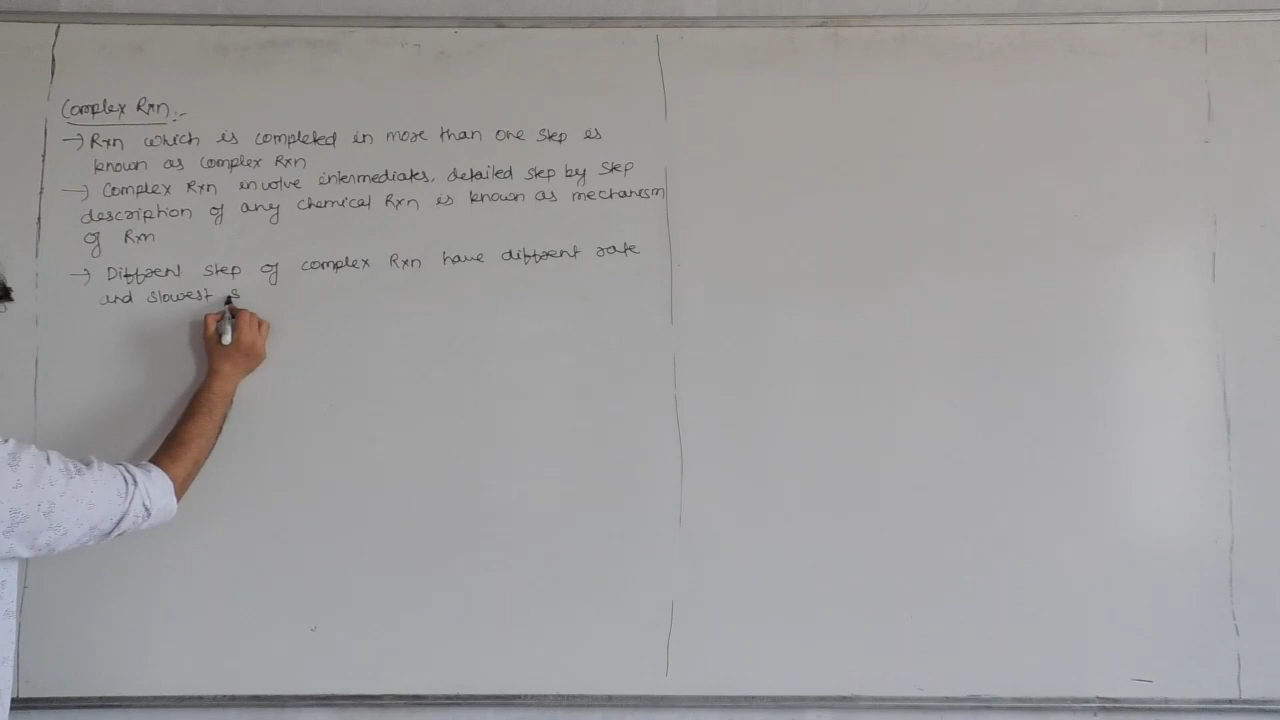 Complex Rxn :-
→ Rxn which is completed in more than one step is
known as complex Rxn
→ Complex Rxn involve intermediates, detailed step by step
description of any chemical Rxn is known as mechanism
of Rxn
→ Diffrent step of complex Rxn have diffrent rate
and slowest s